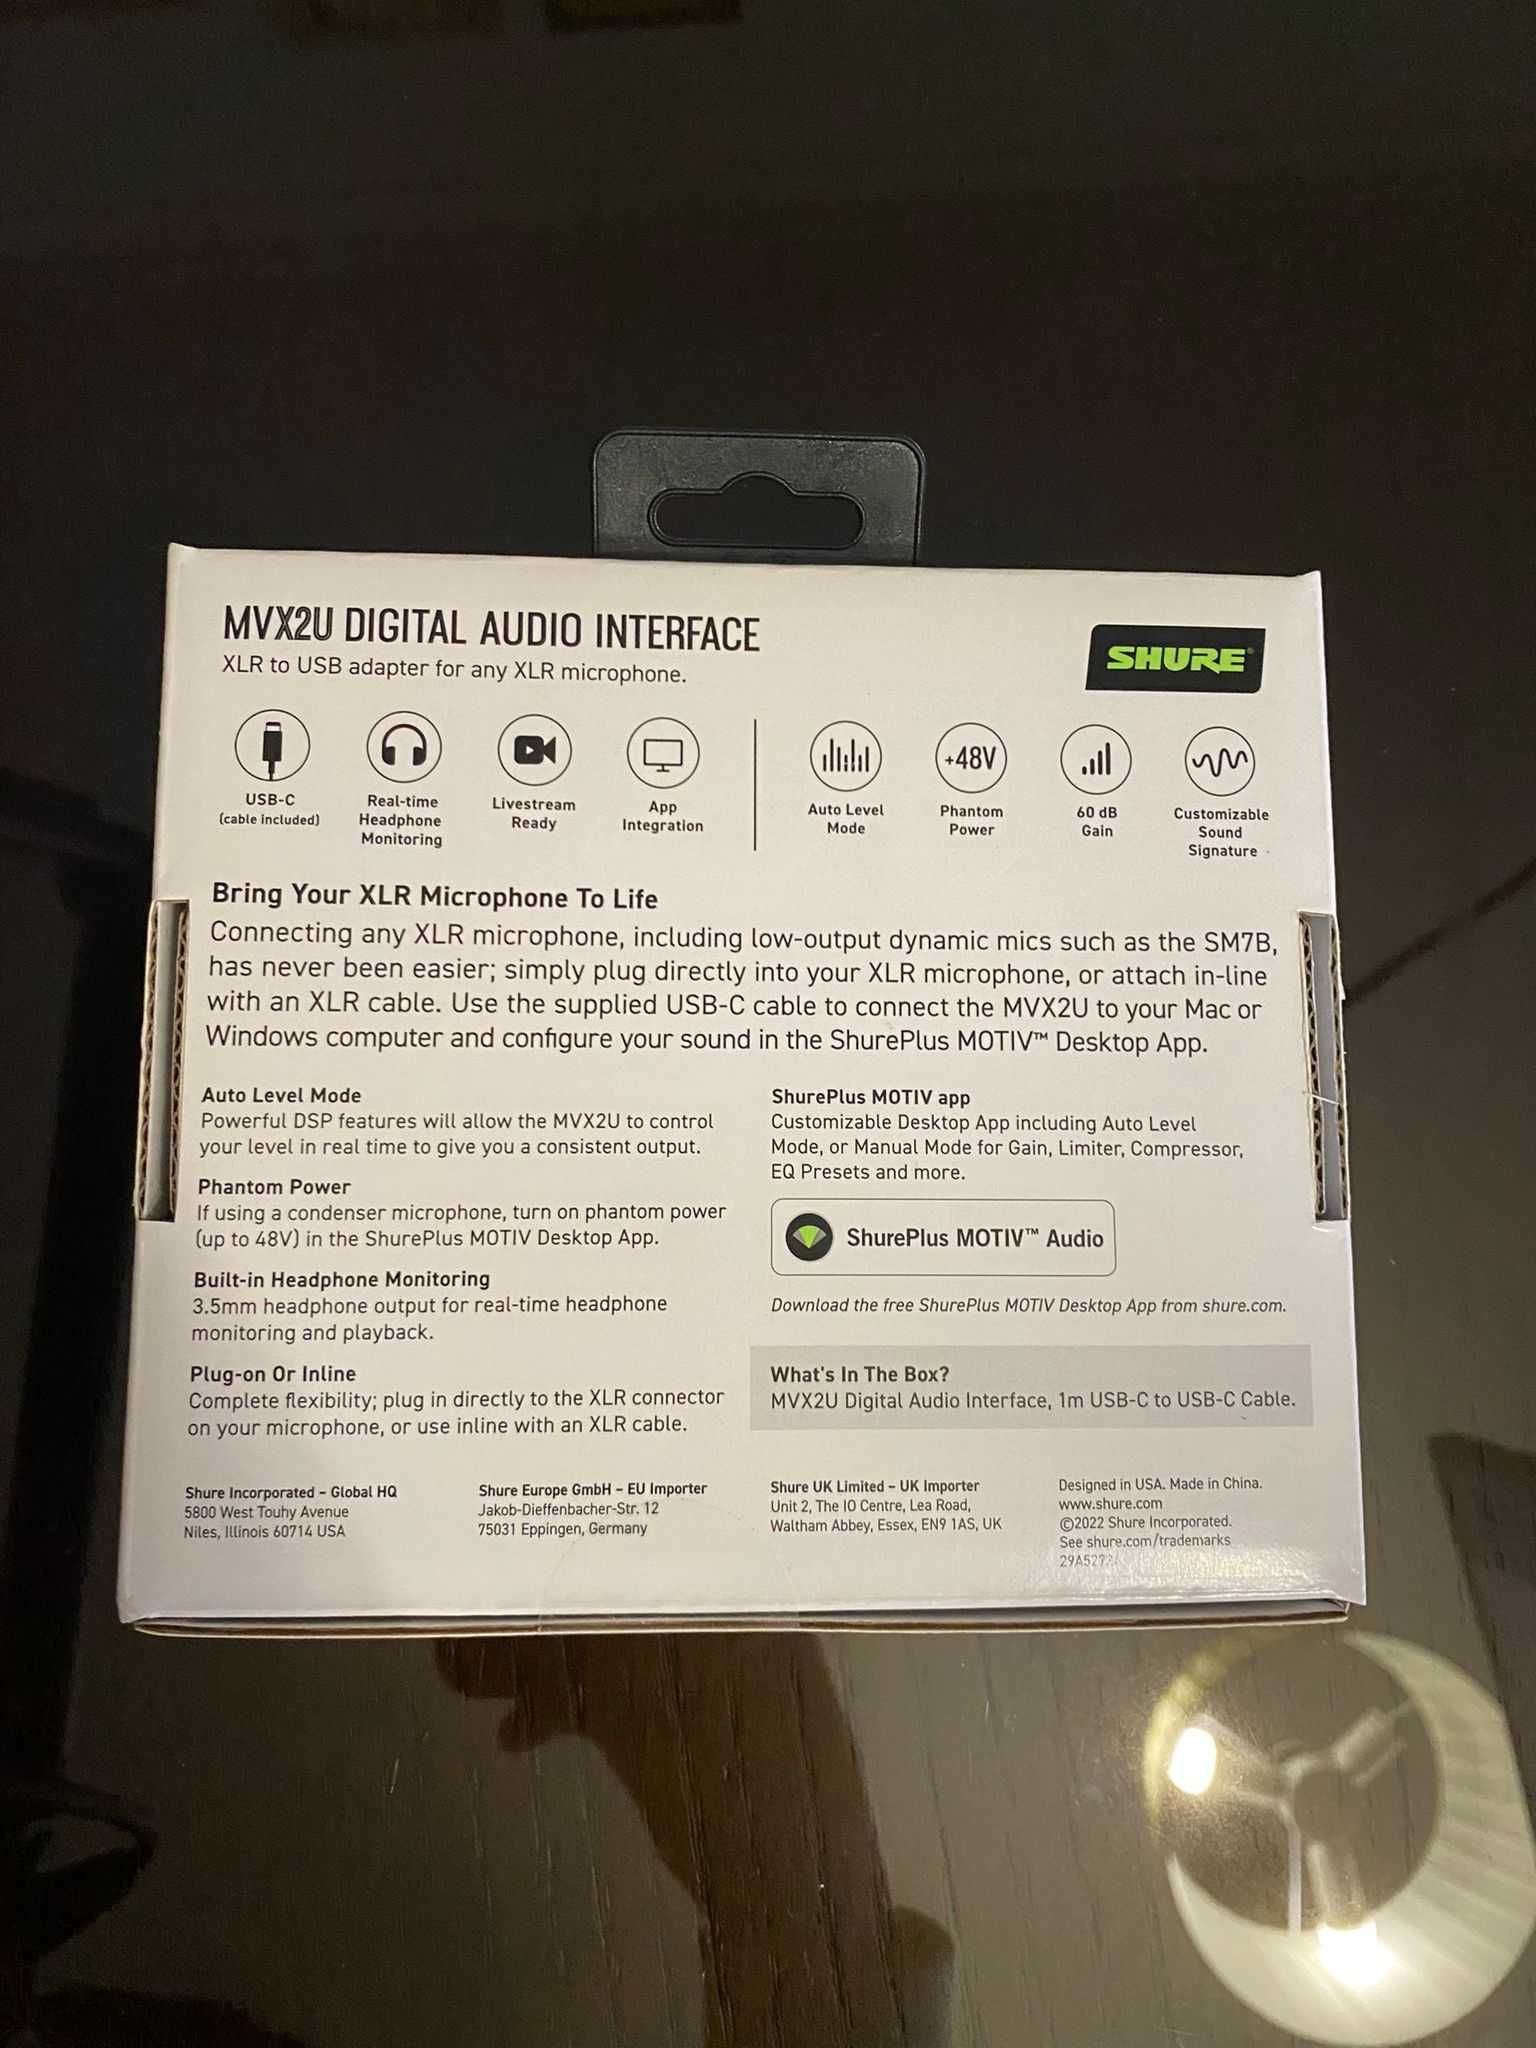 MVX2U DIGITAL AUDIO INTERFACE
XLR to USB adapter for any XLR microphone.
SHURE®
USB-C
(cable included)
Real-time
Headphone
Monitoring
Livestream
Ready
App
Integration
Auto Level
Mode
+48V
Phantom
Power
60 dB
Gain
Customizable
Sound
Signature
Bring Your XLR Microphone To Life
Connecting any XLR microphone, including low-output dynamic mics such as the SM7B,
has never been easier; simply plug directly into your XLR microphone, or attach in-line
with an XLR cable. Use the supplied USB-C cable to connect the MVX2U to your Mac or
Windows computer and configure your sound in the ShurePlus MOTIV™ Desktop App.
Auto Level Mode
Powerful DSP features will allow the MVX2U to control
your level in real time to give you a consistent output.
Phantom Power
If using a condenser microphone, turn on phantom power
(up to 48V) in the ShurePlus MOTIV Desktop App.
Built-in Headphone Monitoring
3.5mm headphone output for real-time headphone
monitoring and playback.
Plug-on Or Inline
Complete flexibility; plug in directly to the XLR connector
on your microphone, or use inline with an XLR cable.
ShurePlus MOTIV app
Customizable Desktop App including Auto Level
Mode, or Manual Mode for Gain, Limiter, Compressor,
EQ Presets and more.
ShurePlus MOTIV™ Audio
Download the free ShurePlus MOTIV Desktop App from shure.com.
What's In The Box?
MVX2U Digital Audio Interface, 1m USB-C to USB-C Cable.
Shure Incorporated – Global HQ
5800 West Touhy Avenue
Niles, Illinois 60714 USA
Shure Europe GmbH – EU Importer
Jakob-Dieffenbacher-Str. 12
75031 Eppingen, Germany
Shure UK Limited – UK Importer
Unit 2, The IO Centre, Lea Road,
Waltham Abbey, Essex, EN9 1AS, UK
Designed in USA. Made in China.
www.shure.com
©2022 Shure Incorporated.
See shure.com/trademarks